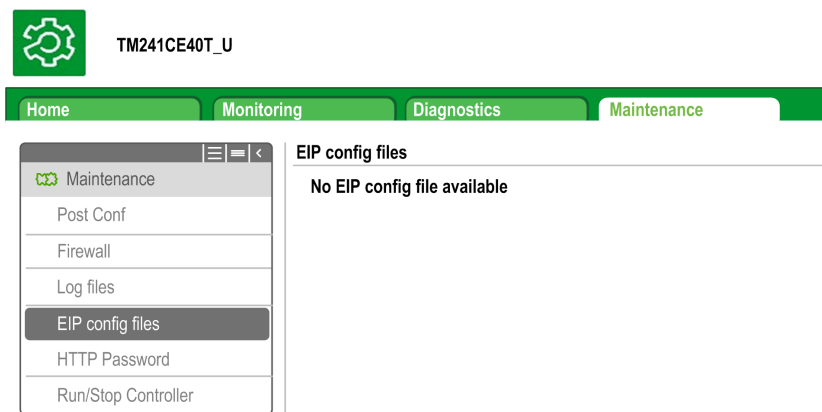 TM241CE40T_U
Home
Monitoring
Diagnostics
Maintenance
Maintenance
Post Conf
Firewall
Log files
EIP config files
HTTP Password
Run/Stop Controller
EIP config files
No EIP config file available